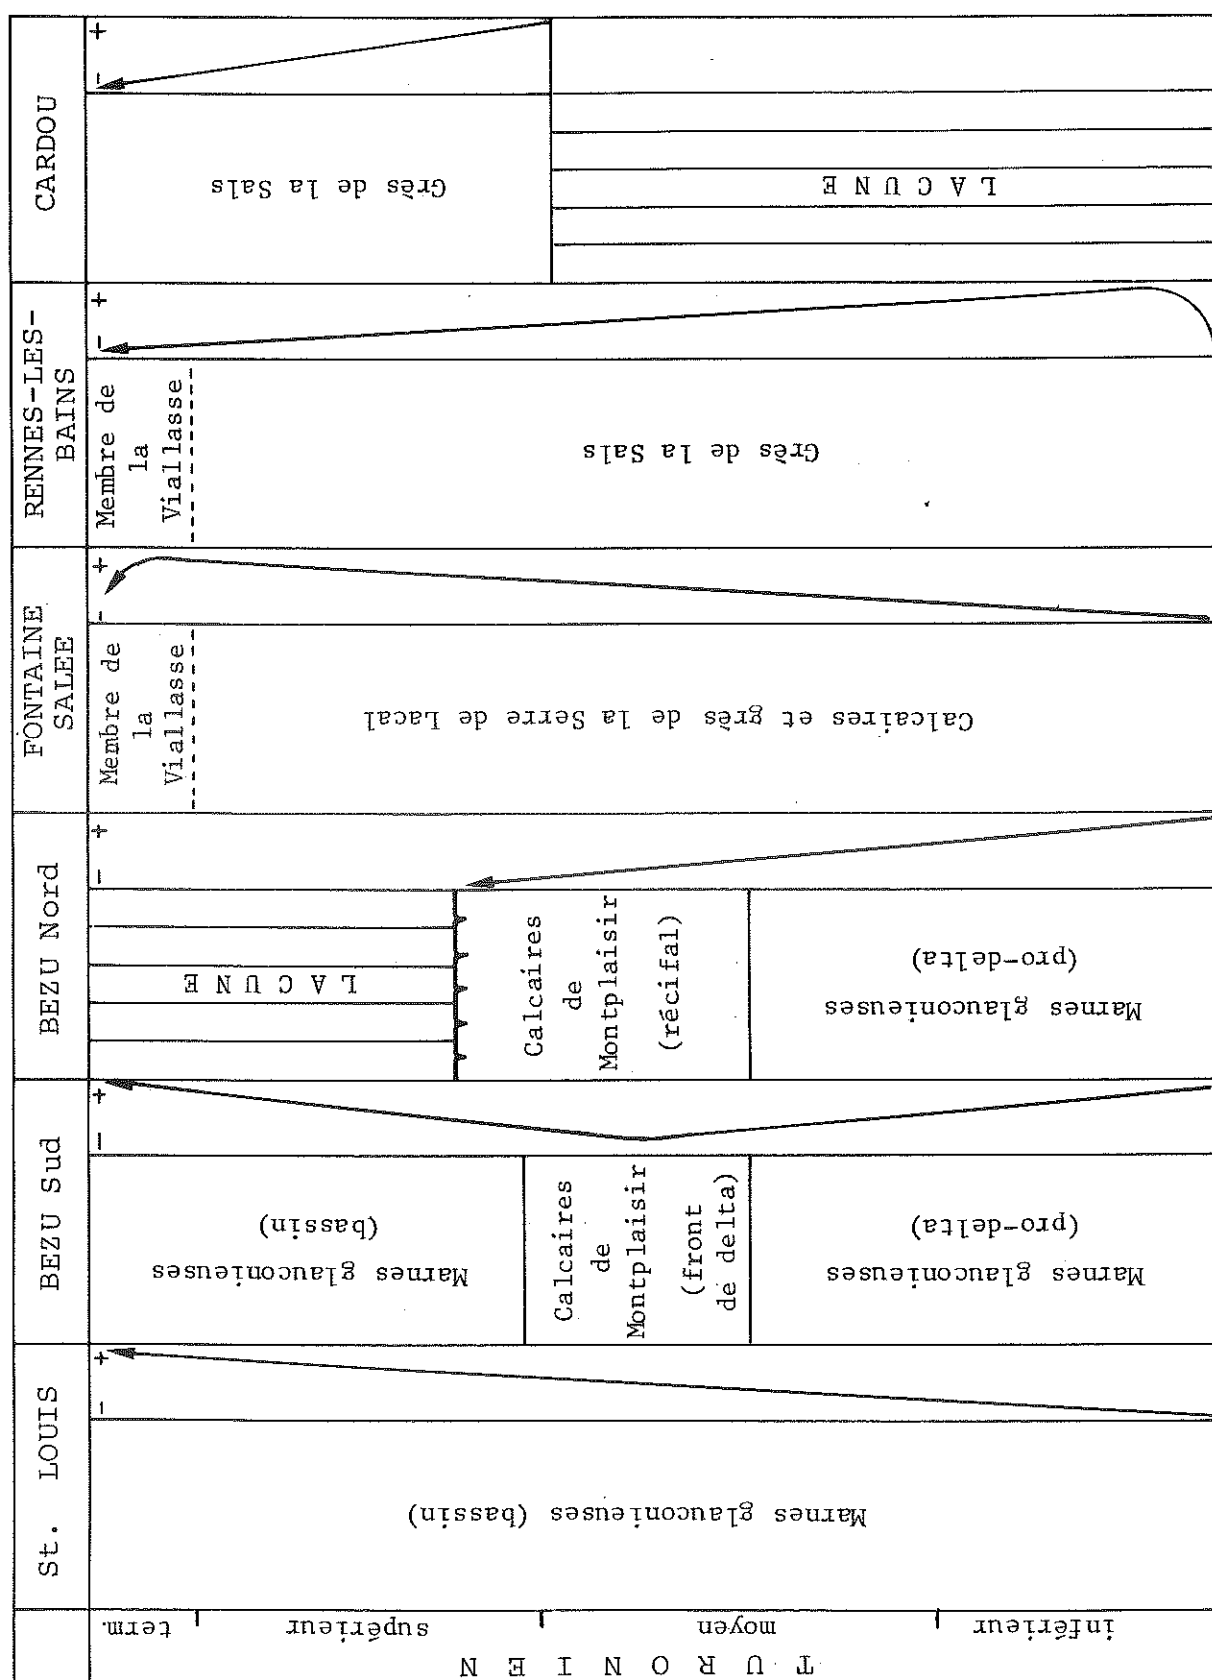 St. LOUIS
BEZU Sud
BEZU Nord
FONTAINE
SALEE
RENNES-LES-
BAINS
CARDOU
T U R O N I E N
term.
supérieur
moyen
inférieur
- +
Marnes glauconieuses (bassin)
- +
Marnes glauconieuses
(bassin)
Calcaires
de
Montplaisir
(front
de delta)
Marnes glauconieuses
(pro-delta)
- +
L A C U N E
Calcaires
de
Montplaisir
(récifal)
Marnes glauconieuses
(pro-delta)
- +
Membre de
la
Viallasse
Calcaires et grès de la Serre de Lacal
- +
Membre de
la
Viallasse
Grès de la Sals
- +
Grès de la Sals
L A C U N E